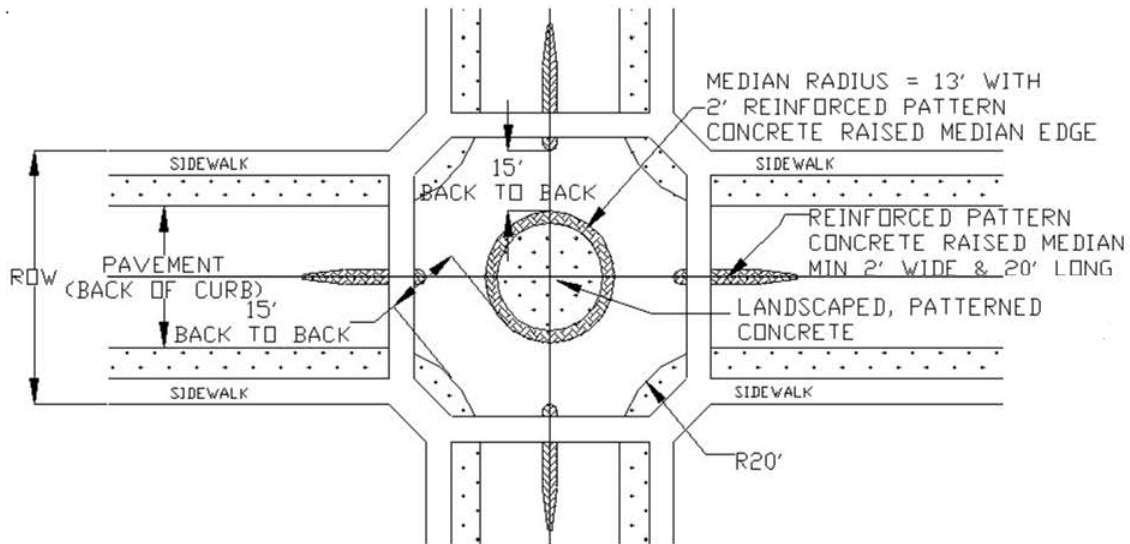 MEDIAN RADIUS = 13' WITH
2' REINFORCED PATTERN
CONCRETE RAISED MEDIAN EDGE
SIDEWALK
SIDEWALK
15'
BACK TO BACK
REINFORCED PATTERN
CONCRETE RAISED MEDIAN
MIN 2' WIDE & 20' LONG
ROW
PAVEMENT
(BACK OF CURB)
15'
BACK TO BACK
LANDSCAPED, PATTERNED
CONCRETE
SIDEWALK
SIDEWALK
R20'